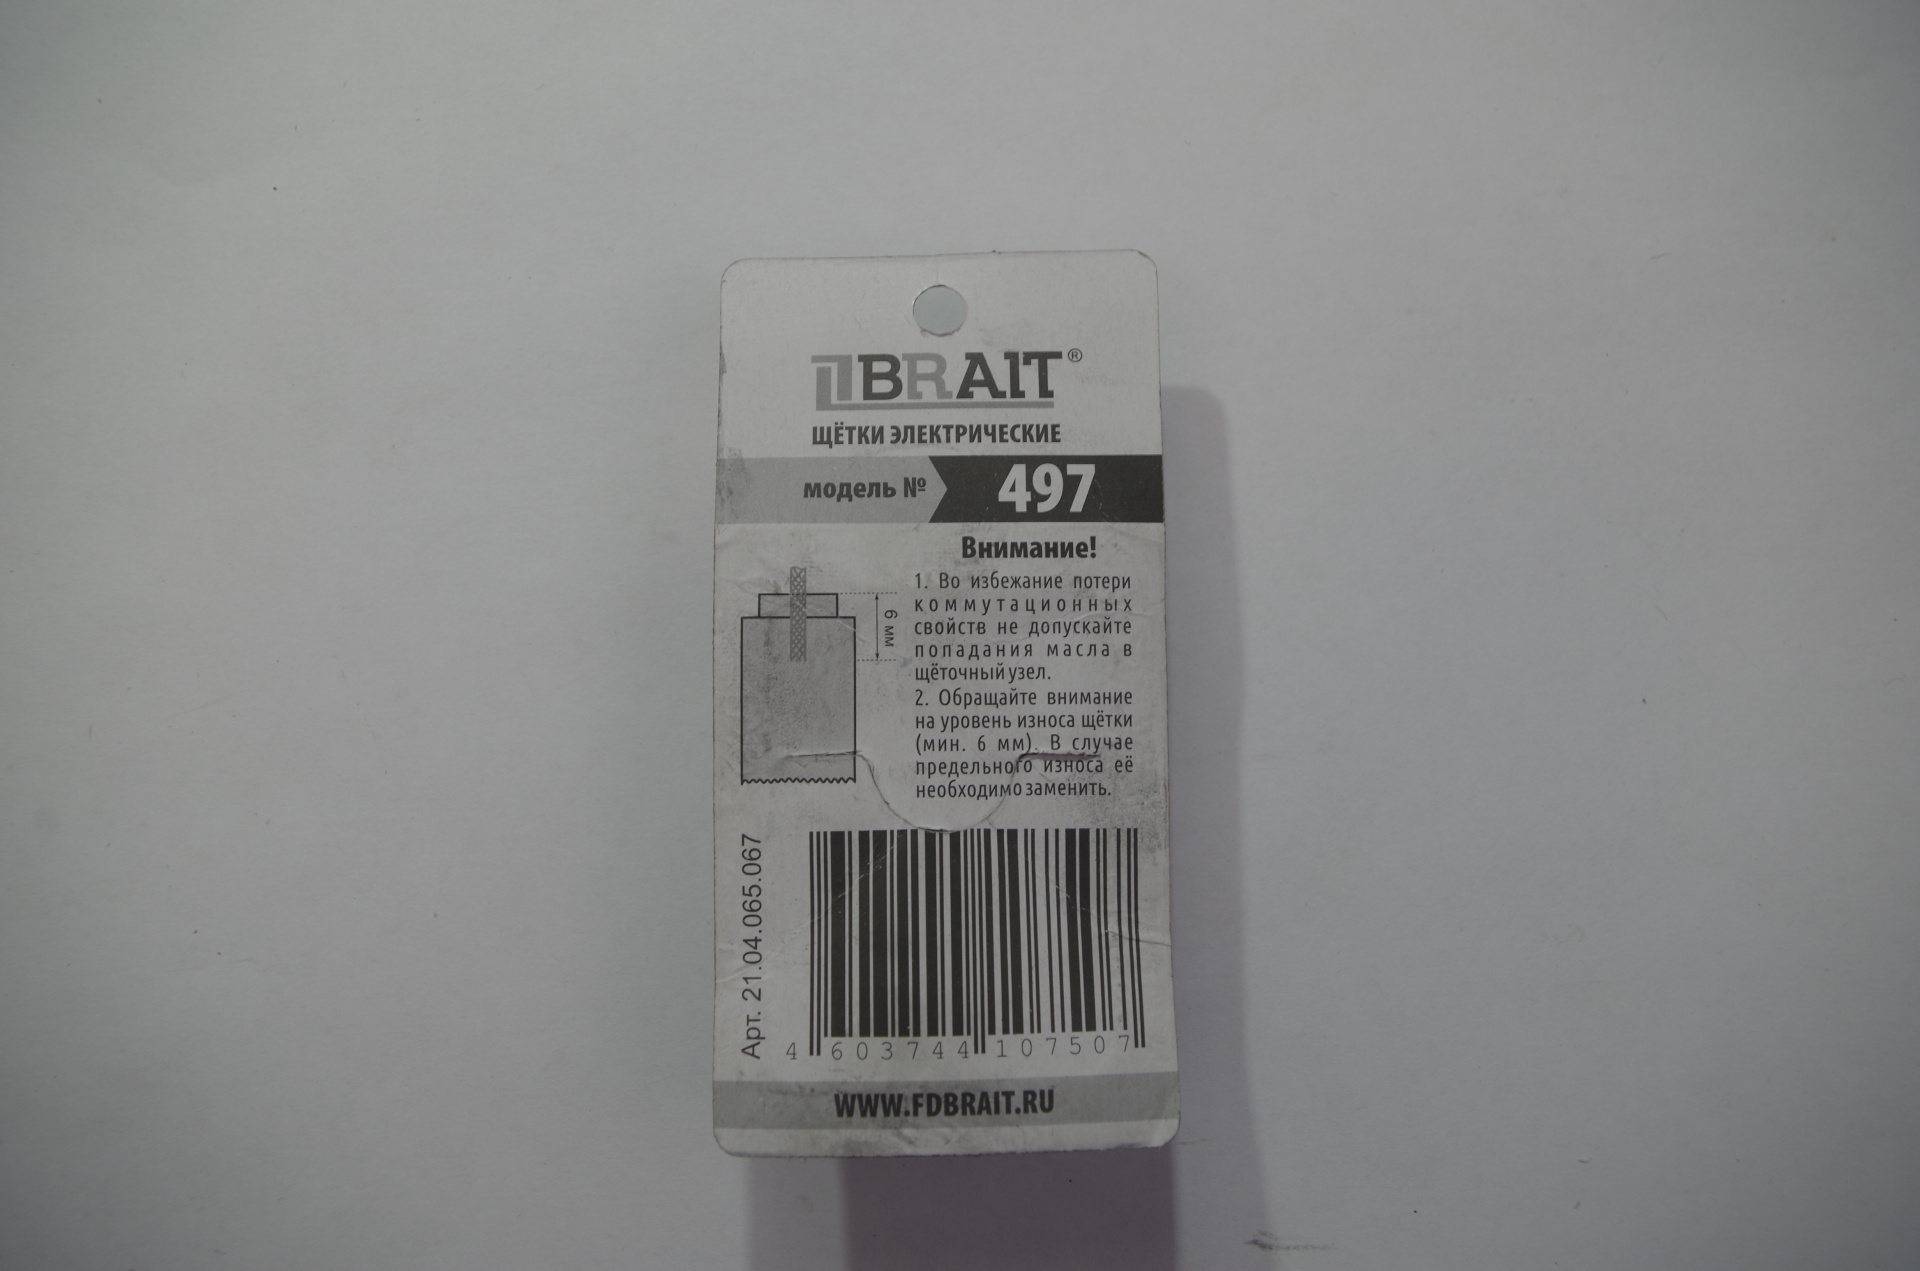 BRAIT®
ЩЁТКИ ЭЛЕКТРИЧЕСКИЕ
модель № 497
Внимание!
1. Во избежание потери
коммутационных
свойств не допускайте
попадания масла в
щёточный узел.
2. Обращайте внимание
на уровень износа щётки
(мин. 6 мм). В случае
предельного износа её
необходимо заменить.
6 мм
Арт. 21.04.065.067
4 603744 107507
WWW.FDBRAIT.RU